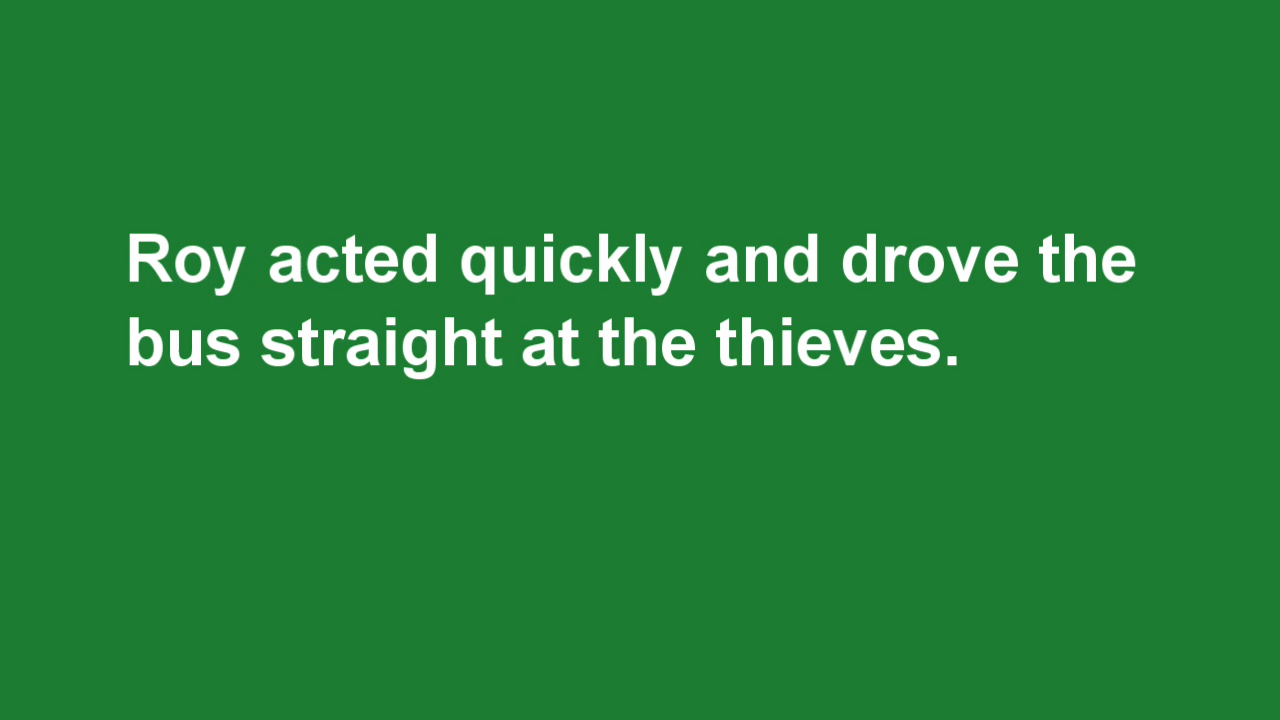 Roy acted quickly and drove the
bus straight at the thieves.